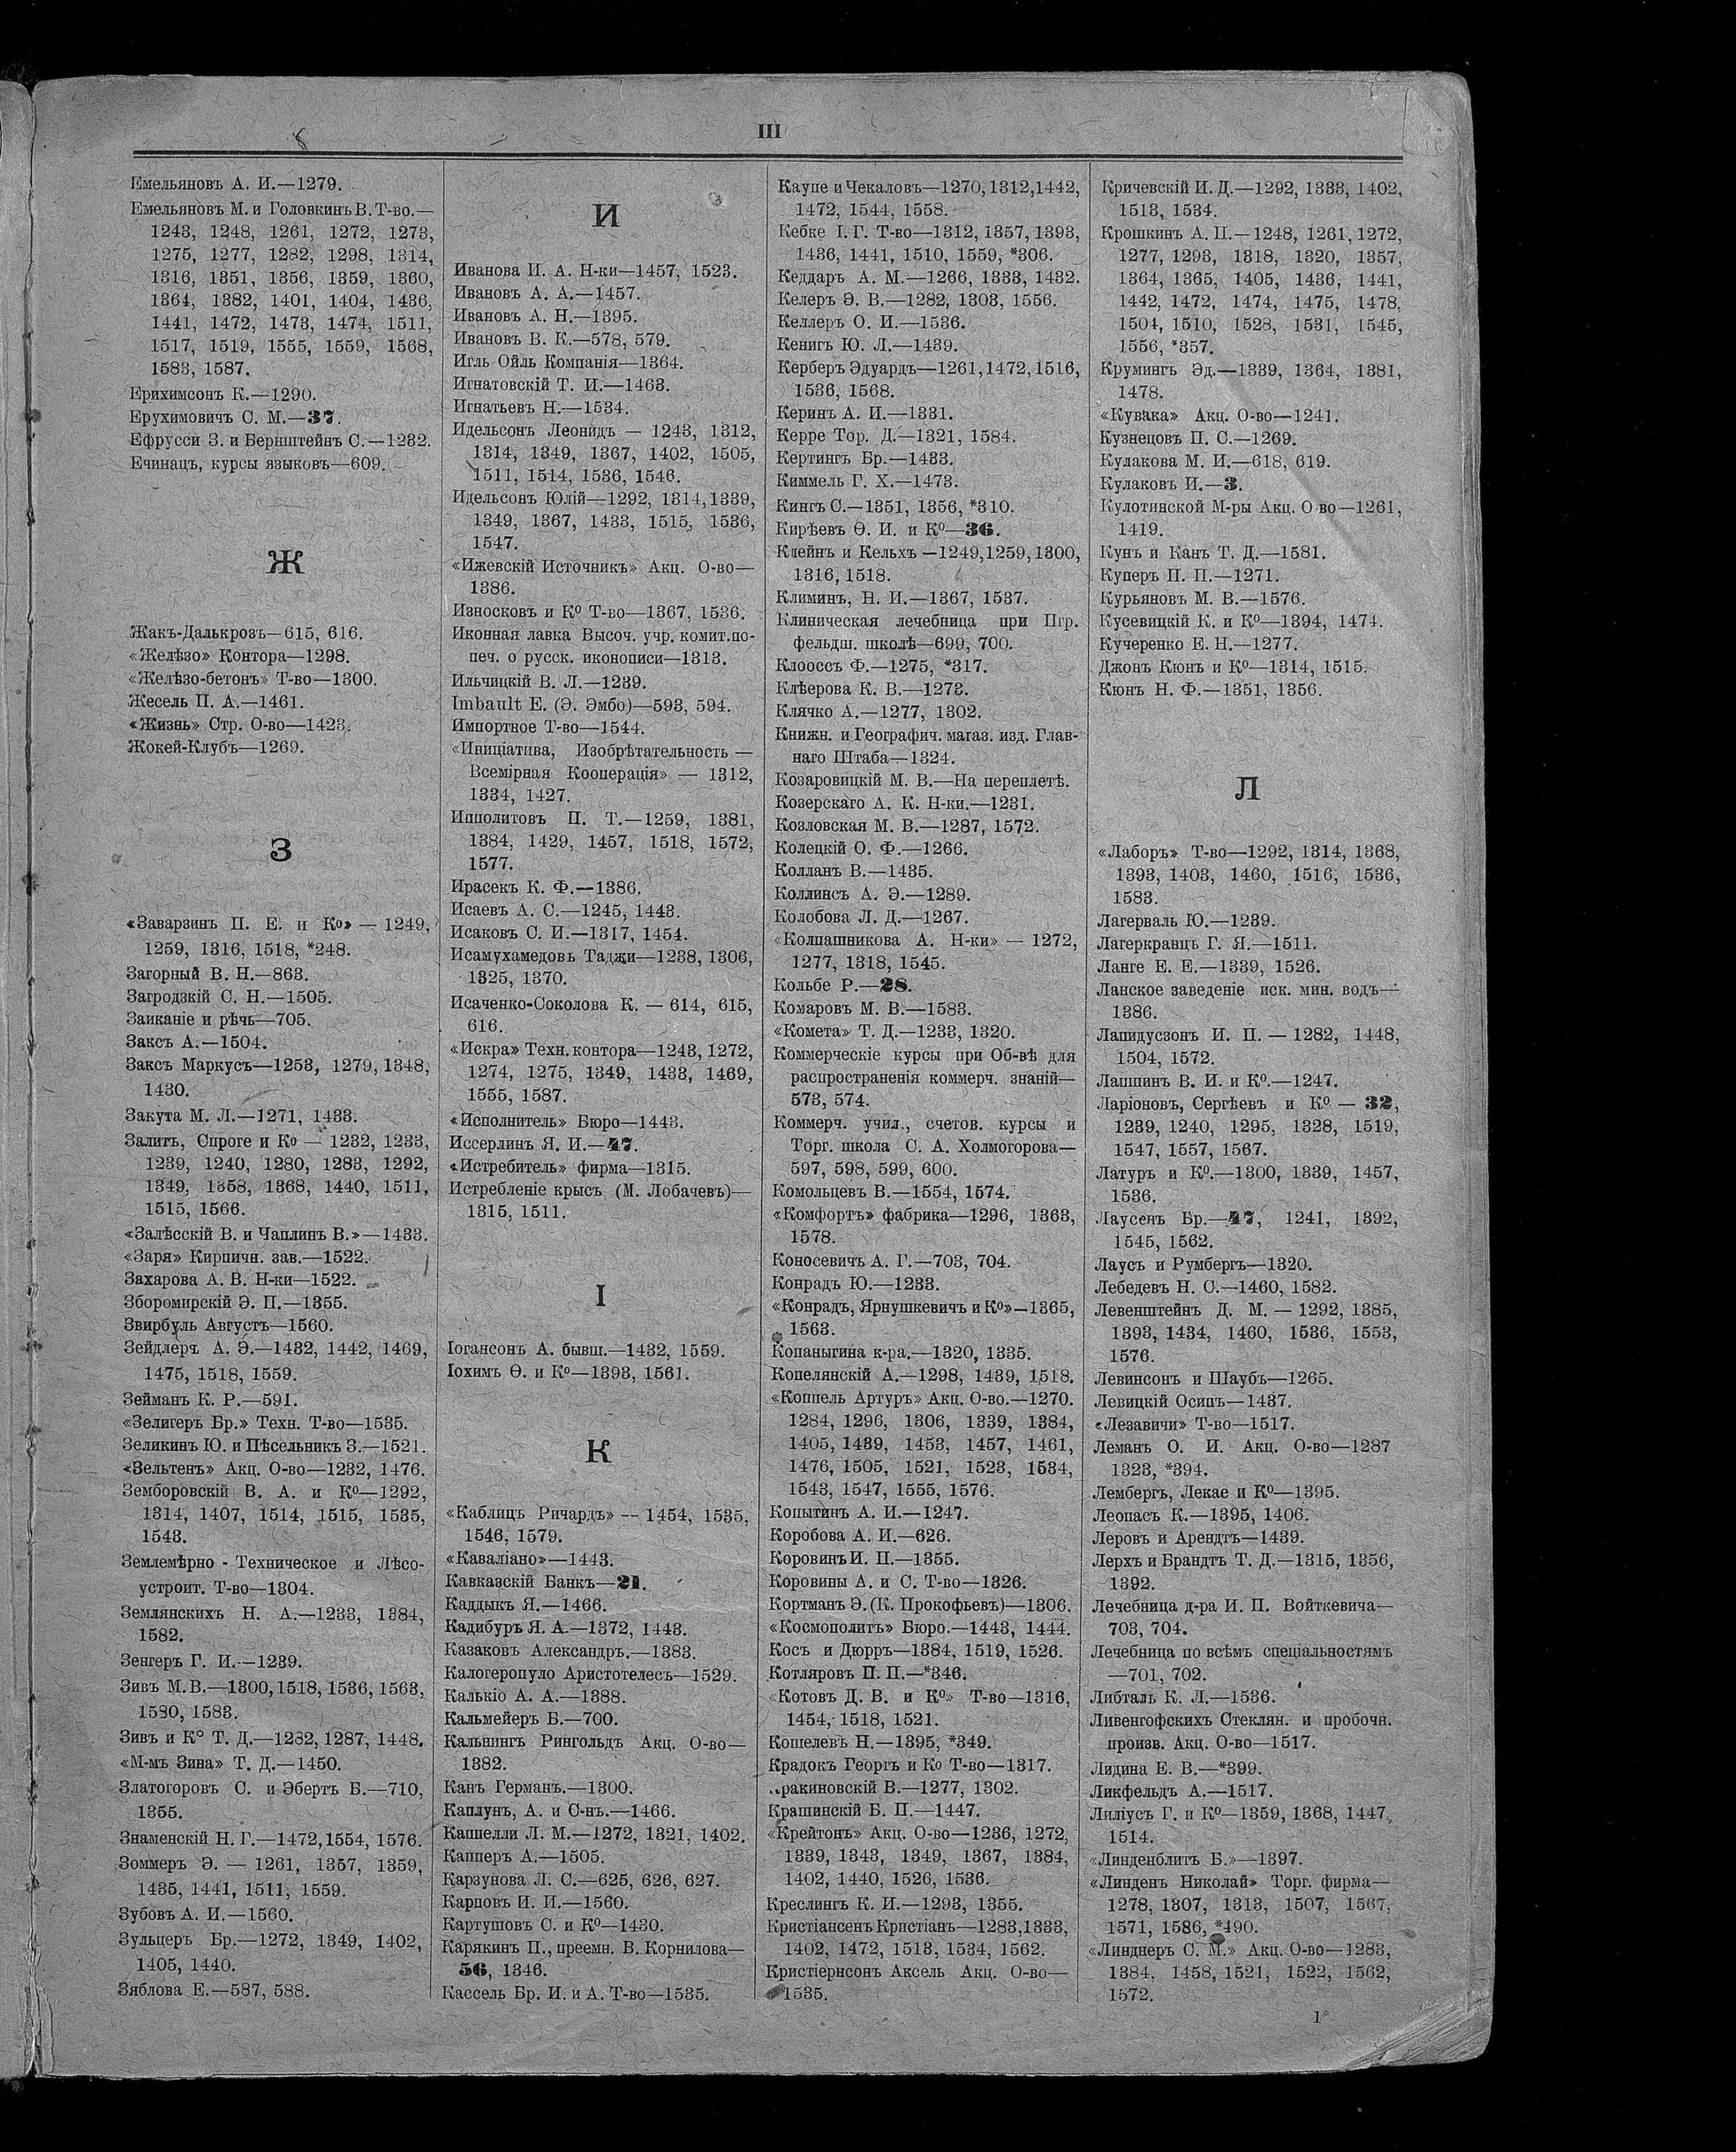 III
Емельяновъ А. И.—1279.
Емельяновъ М. и Головкинъ В. Т-во.—
1243, 1248, 1261, 1272, 1273,
1275, 1277, 1282, 1298, 1314,
1316, 1351, 1356, 1359, 1360,
1364, 1382, 1401, 1404, 1436,
1441, 1472, 1473, 1474, 1511,
1517, 1519, 1555, 1559, 1568,
1583, 1587.
Ерихимсонъ К.—1290.
Ерухимовичъ С. М.—37.
Ефрусси З. и Бернштейнъ С.—1232.
Ечинацъ, курсы языковъ—609.
Ж
Жакъ-Далькрозъ—615, 616.
«Желѣзо» Контора—1298.
«Желѣзо-бетонъ» Т-во—1300.
Жесель П. А.—1461.
«Жизнь» Стр. О-во—1423.
Жокей-Клубъ—1269.
З
«Заварзинъ П. Е. и Ко» — 1249,
1259, 1316, 1518, *248.
Загорный В. Н.—863.
Загродзкій С. Н.—1505.
Заиканіе и рѣчь—705.
Заксъ А.—1504.
Заксъ Маркусъ—1253, 1279, 1348,
1430.
Закута М. Л.—1271, 1433.
Залитъ, Спроге и Ко — 1232, 1233,
1239, 1240, 1280, 1283, 1292,
1349, 1358, 1368, 1440, 1511,
1515, 1566.
«Залѣсскій В. и Чаплинъ В.»—1433.
«Заря» Кирпичн. зав.—1522.
Захарова А. В. Н-ки—1522.
Зборомирскій Э. П.—1355.
Звирбуль Августъ—1560.
Зейдлеръ А. Э.—1432, 1442, 1469,
1475, 1518, 1559.
Зейманъ К. Р.—591.
«Зелигеръ Бр.» Техн. Т-во—1535.
Зеликинъ Ю. и Пѣсельникъ З.—1521.
«Зельтенъ» Акц. О-во—1232, 1476.
Земборовскій В. А. и К⁰—1292,
1314, 1407, 1514, 1515, 1535,
1543.
Землемѣрно - Техническое и Лѣсо-
устроит. Т-во—1304.
Землянскихъ Н. А.—1233, 1384,
1582.
Зенгеръ Г. И.—1239.
Зивъ М. В.—1300, 1518, 1536, 1563,
1580, 1583.
Зивъ и К° Т. Д.—1232, 1287, 1448.
«М-мъ Зина» Т. Д.—1450.
Златогоровъ С. и Эбертъ Б.—710,
1355.
Знаменскій Н. Г.—1472, 1554, 1576.
Зоммеръ Э. — 1261, 1357, 1359,
1435, 1441, 1511, 1559.
Зубовъ А. И.—1560.
Зульцеръ Бр.—1272, 1349, 1402,
1405, 1440.
Зяблова Е.—587, 588.
И
Иванова И. А. Н-ки—1457, 1523.
Ивановъ А. А.—1457.
Ивановъ А. Н.—1395.
Ивановъ В. К.—578, 579.
Игль Ойль Компанія—1364.
Игнатовскій Т. И.—1463.
Игнатьевъ Н.—1534.
Идельсонъ Леонидъ — 1243, 1312,
1314, 1349, 1367, 1402, 1505,
1511, 1514, 1536, 1546.
Идельсонъ Юлій—1292, 1314, 1339,
1349, 1367, 1433, 1515, 1536,
1547.
«Ижевскій Источникъ» Акц. О-во—
1386.
Износковъ и К⁰ Т-во—1367, 1536.
Иконная лавка Высоч. учр. комит. по-
печ. о русск. иконописи—1313.
Ильчицкій В. Л.—1239.
Imbault E. (Э. Эмбо)—593, 594.
Импортное Т-во—1544.
«Иниціатива, Изобрѣтательность —
Всемірная Кооперація» — 1312,
1334, 1427.
Ипполитовъ П. Т.—1259, 1381,
1384, 1429, 1457, 1518, 1572,
1577.
Ирасекъ К. Ф.—1386.
Исаевъ А. С.—1245, 1443.
Исаковъ С. И.—1317, 1454.
Исамухамедовъ Таджи—1238, 1306,
1325, 1370.
Исаченко-Соколова К. — 614, 615,
616.
«Искра» Техн. контора—1243, 1272,
1274, 1275, 1349, 1433, 1469,
1555, 1587.
«Исполнитель» Бюро—1443.
Иссерлинъ Я. И.—47.
«Истребитель» фирма—1315.
Истребленіе крысъ (М. Лобачевъ)—
1315, 1511.
І
Іогансонъ А. бывш.—1432, 1559.
Іохимъ Ѳ. и К⁰—1393, 1561.
К
«Каблицъ Ричардъ» — 1454, 1535,
1546, 1579.
«Каваліано»—1443.
Кавказскій Банкъ—21.
Каддыкъ Я.—1466.
Кадибуръ Я. А.—1372, 1443.
Казаковъ Александръ.—1383.
Калогеропуло Аристотелесъ—1529.
Калькіо А. А.—1388.
Кальмейеръ Б.—700.
Кальнингъ Рингольдъ Акц. О-во—
1382.
Канъ Германъ.—1300.
Каплунъ, А. и С-нъ.—1466.
Каппелли Л. М.—1272, 1321, 1402.
Капперъ А.—1505.
Карзунова Л. С.—625, 626, 627.
Карповъ И. И.—1560.
Картушовъ С. и К⁰—1430.
Карякинъ П., преемн. В. Корнилова—
56, 1346.
Кассель Бр. И. и А. Т-во—1535.
Каупе и Чекаловъ—1270, 1312, 1442,
1472, 1544, 1558.
Кебке І. Г. Т-во—1312, 1357, 1393,
1436, 1441, 1510, 1559, *306.
Кеддаръ А. М.—1266, 1333, 1432.
Келеръ Э. В.—1282, 1303, 1556.
Келлеръ О. И.—1536.
Кенигъ Ю. Л.—1439.
Керберъ Эдуардъ—1261, 1472, 1516,
1536, 1568.
Керинъ А. И.—1331.
Керре Тор. Д.—1321, 1584.
Кертингъ Бр.—1433.
Киммель Г. Х.—1473.
Кингъ С.—1351, 1356, *310.
Кирѣевъ Ѳ. И. и К⁰—36.
Клейнъ и Кельхъ—1249, 1259, 1300,
1316, 1518.
Климинъ, Н. И.—1367, 1537.
Клиническая лечебница при Пгр.
фельдш. школѣ—699, 700.
Клооссъ Ф.—1275, *317.
Клѣерова К. В.—1273.
Клячко А.—1277, 1302.
Книжн. и Географич. магаз. изд. Глав-
наго Штаба—1324.
Козаровицкій М. В.—На переплетѣ.
Козерскаго А. К. Н-ки.—1231.
Козловская М. В.—1287, 1572.
Колецкій О. Ф.—1266.
Колланъ В.—1435.
Коллинсъ А. Э.—1289.
Колобова Л. Д.—1267.
«Колпашникова А. Н-ки» — 1272,
1277, 1318, 1545.
Кольбе Р.—28.
Комаровъ М. В.—1583.
«Комета» Т. Д.—1233, 1320.
Коммерческіе курсы при Об-вѣ для
распространенія коммерч. знаній—
573, 574.
Коммерч. учил., счетов. курсы и
Торг. школа С. А. Холмогорова—
597, 598, 599, 600.
Комольцевъ В.—1554, 1574.
«Комфортъ» фабрика—1296, 1363,
1578.
Коносевичъ А. Г.—703, 704.
Конрадъ Ю.—1233.
«Конрадъ, Ярнушкевичъ и К⁰»—1365,
1563.
Копаныгина к-ра.—1320, 1335.
Копелянскій А.—1298, 1439, 1518.
«Коппель Артуръ» Акц. О-во.—1270.
1284, 1296, 1306, 1339, 1384,
1405, 1439, 1453, 1457, 1461,
1476, 1505, 1521, 1523, 1534,
1543, 1547, 1555, 1576.
Копытинъ А. И.—1247.
Коробова А. И.—626.
Коровинъ И. П.—1355.
Коровины А. и С. Т-во—1326.
Кортманъ Э. (К. Прокофьевъ)—1306.
«Космополитъ» Бюро.—1443, 1444.
Косъ и Дюрръ—1384, 1519, 1526.
Котляровъ П. П.—*346.
«Котовъ Д. В. и К⁰» Т-во—1316,
1454, 1518, 1521.
Кошелевъ Н.—1395, *349.
Крадокъ Георгъ и Ко Т-во—1317.
ракиновскій В.—1277, 1302.
Крашинскій Б. П.—1447.
«Крейтонъ» Акц. О-во—1236, 1272,
1339, 1343, 1349, 1367, 1384,
1402, 1440, 1526, 1536.
Креслингъ К. И.—1293, 1355.
Кристіансенъ Кристіанъ—1283, 1333,
1402, 1472, 1513, 1534, 1562.
Кристіернсонъ Аксель Акц. О-во—
1535.
Кричевскій И. Д.—1292, 1333, 1402,
1513, 1534.
Крошкинъ А. П.—1248, 1261, 1272,
1277, 1293, 1318, 1320, 1357,
1364, 1365, 1405, 1436, 1441,
1442, 1472, 1474, 1475, 1478,
1504, 1510, 1528, 1531, 1545,
1556, *357.
Крумингъ Эд.—1339, 1364, 1381,
1478.
«Кувака» Акц. О-во—1241.
Кузнецовъ П. С.—1269.
Кулакова М. И.—618, 619.
Кулаковъ И.—3.
Кулотинской М-ры Акц. О-во—1261,
1419.
Кунъ и Канъ Т. Д.—1581.
Куперъ П. П.—1271.
Курьяновъ М. В.—1576.
Кусевицкій К. и К⁰—1394, 1474.
Кучеренко Е. Н.—1277.
Джонъ Кюнъ и К⁰—1314, 1515.
Кюнъ Н. Ф.—1351, 1356.
Л
«Лаборъ» Т-во—1292, 1314, 1368,
1393, 1403, 1460, 1516, 1536,
1583.
Лагерваль Ю.—1239.
Лагеркранцъ Г. Я.—1511.
Ланге Е. Е.—1339, 1526.
Ланское заведеніе иск. мин. водъ—
1386.
Лапидусзонъ И. П. — 1282, 1448,
1504, 1572.
Лапшинъ В. И. и К⁰.—1247.
Ларіоновъ, Сергѣевъ и К⁰ — 32,
1239, 1240, 1295, 1328, 1519,
1547, 1557, 1567.
Латуръ и К⁰.—1300, 1339, 1457,
1536.
Лаусенъ Бр.—47, 1241, 1392,
1545, 1562.
Лаусъ и Румбергъ—1320.
Лебедевъ Н. С.—1460, 1582.
Левенштейнъ Д. М. — 1292, 1385,
1393, 1434, 1460, 1536, 1553,
1576.
Левинсонъ и Шаубъ—1265.
Левицкій Осипъ—1437.
«Лезавичи» Т-во—1517.
Леманъ О. И. Акц. О-во—1287
1323, *394.
Лембергъ, Лекае и К⁰—1395.
Леопасъ К.—1395, 1406.
Леровъ и Арендтъ—1439.
Лерхъ и Брандтъ Т. Д.—1315, 1356,
1392.
Лечебница д-ра И. П. Войткевича—
703, 704.
Лечебница по всѣмъ спеціальностямъ
—701, 702.
Либталь К. Л.—1536.
Ливенгофскихъ Стеклян. и пробочн.
произв. Акц. О-во—1517.
Лидина Е. В.—*399.
Ликфельдъ А.—1517.
Лиліусъ Г. и К⁰—1359, 1368, 1447,
1514.
«Линденблитъ Б.»—1397.
«Линденъ Николай» Торг. фирма—
1278, 1307, 1313, 1507, 1567,
1571, 1586, *490.
«Линднеръ С. М.» Акц. О-во—1283,
1384, 1458, 1521, 1522, 1562,
1572.
1*